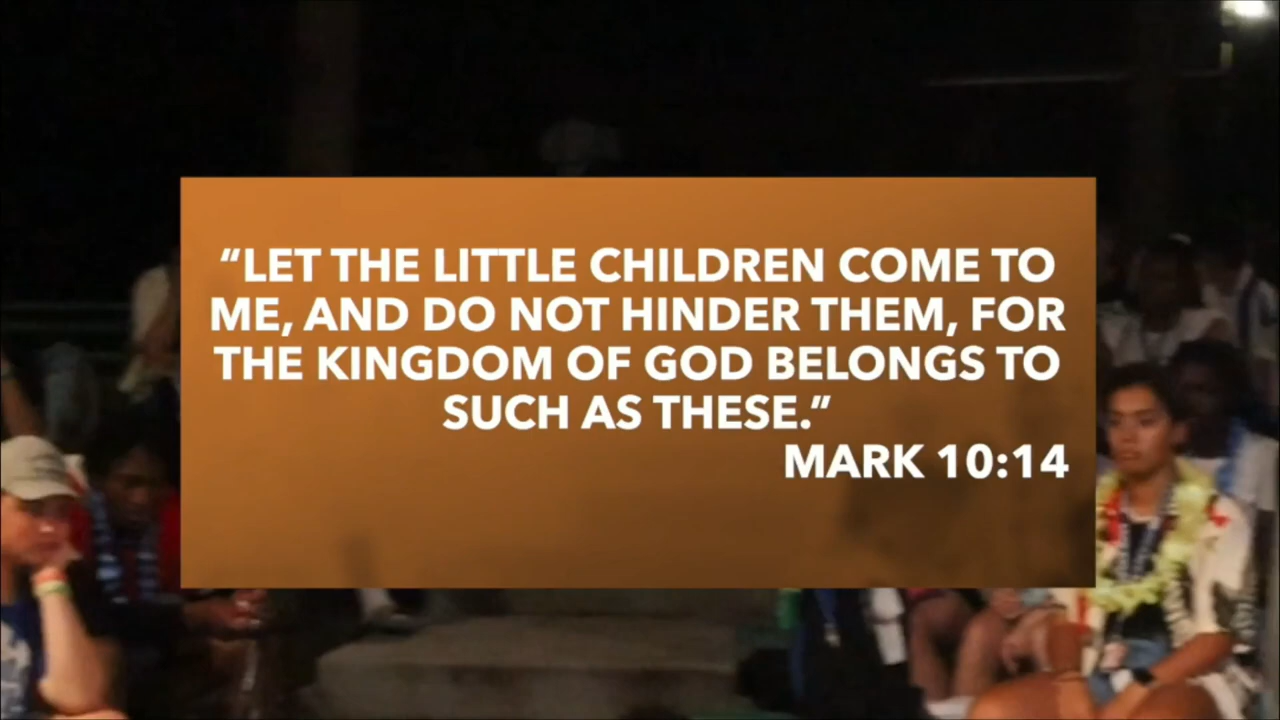 “LET THE LITTLE CHILDREN COME TO
ME, AND DO NOT HINDER THEM, FOR
THE KINGDOM OF GOD BELONGS TO
SUCH AS THESE.”
MARK 10:14